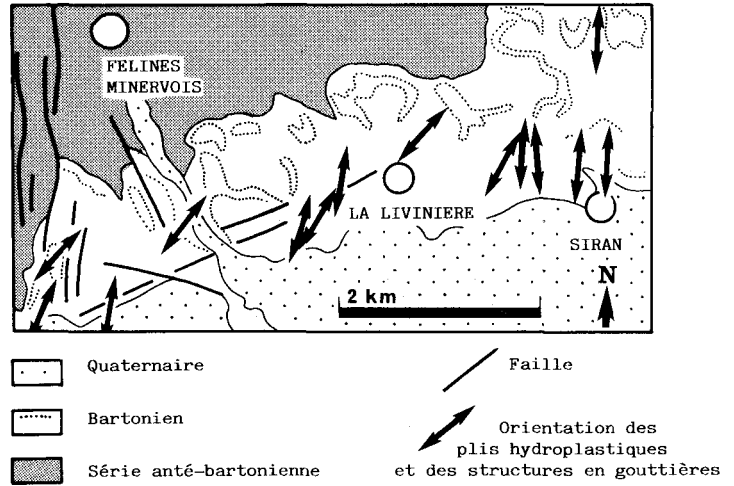 FELINES
MINERVOIS
LA LIVINIERE
SIRAN
N
2 km
Quaternaire
Faille
Bartonien
Orientation des
plis hydroplastiques
et des structures en gouttières
Série anté-bartonienne